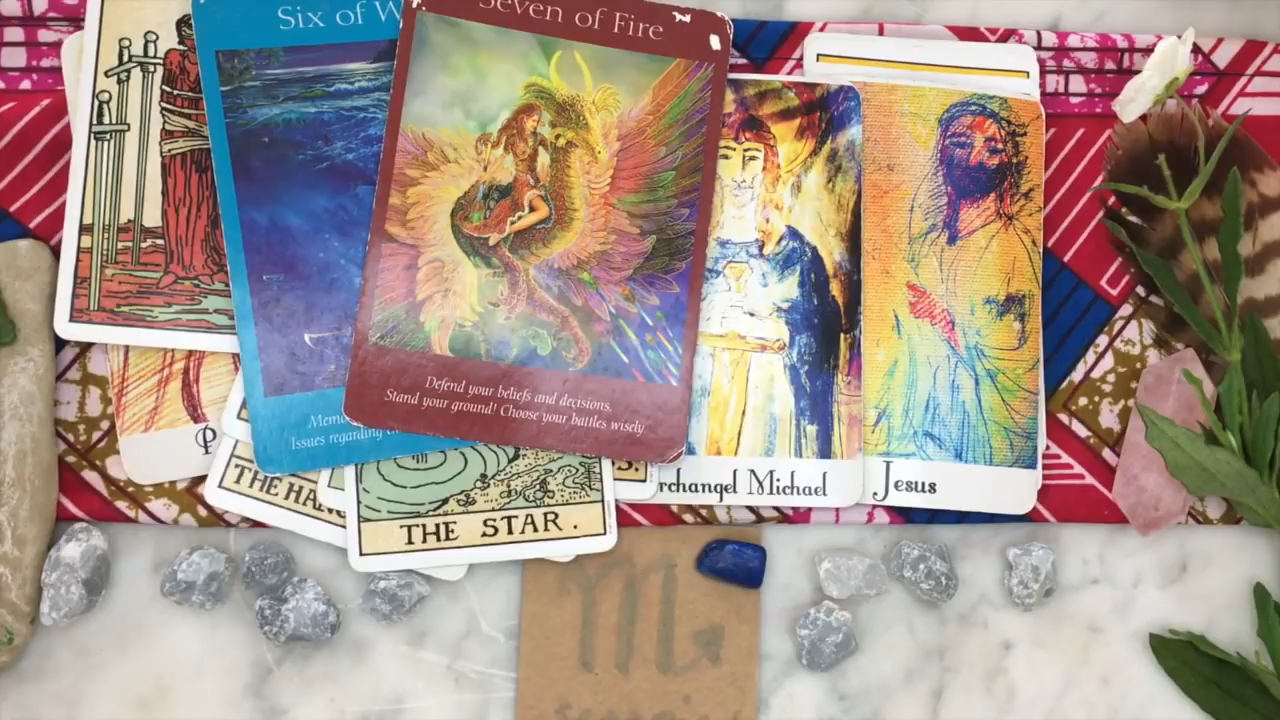 Six of W
Seven of Fire
Defend your beliefs and decisions.
Stand your ground! Choose your battles wisely
Memo
Issues regarding
P
THE HAN
THE STAR.
S.
rchangel Michael
Jesus